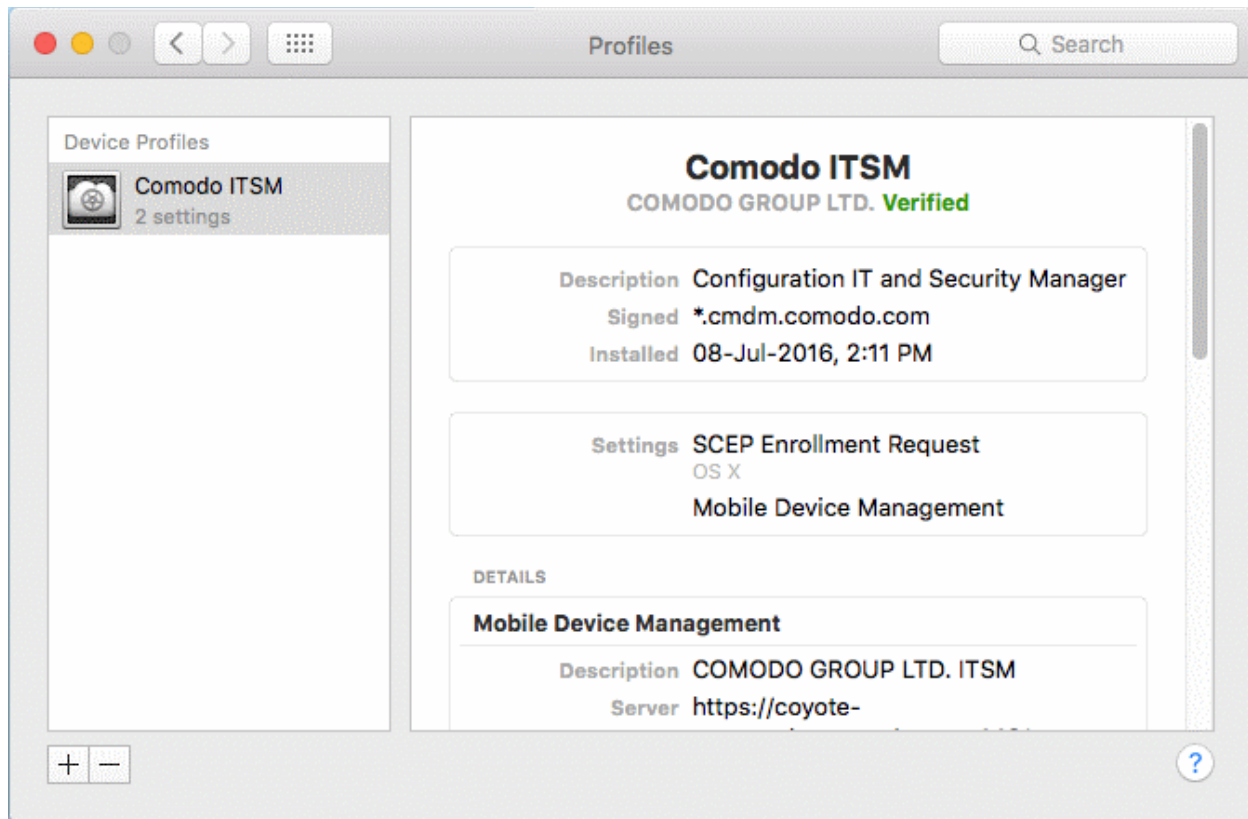 Profiles
Search
Device Profiles
Comodo ITSM
2 settings
Comodo ITSM
COMODO GROUP LTD. Verified
Description Configuration IT and Security Manager
Signed *.cmdm.comodo.com
Installed 08-Jul-2016, 2:11 PM
Settings SCEP Enrollment Request
OS X
Mobile Device Management
DETAILS
Mobile Device Management
Description COMODO GROUP LTD. ITSM
Server https://coyote-
+ −
?